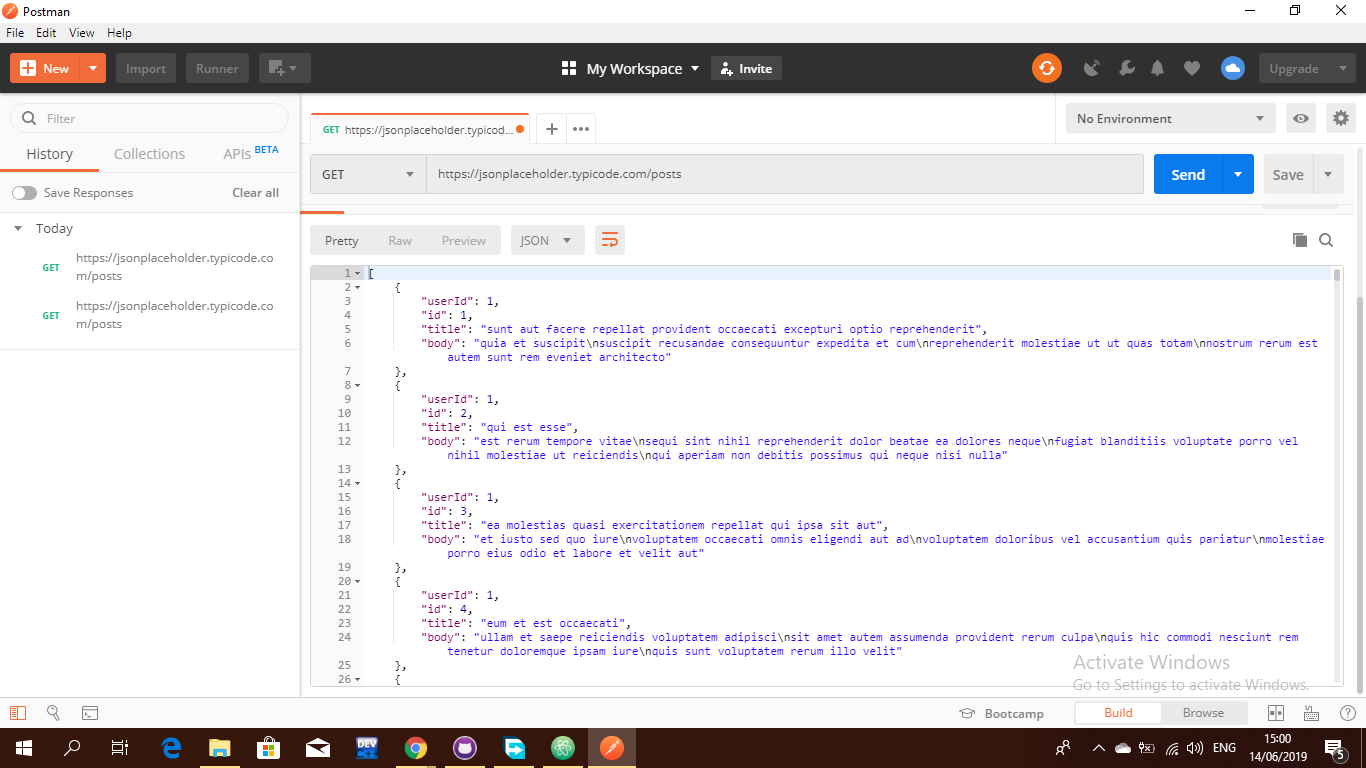 Postman
File Edit View Help
New Import Runner My Workspace Invite Upgrade
Filter
History Collections APIs BETA
Save Responses Clear all
Today
GET https://jsonplaceholder.typicode.co
m/posts
GET https://jsonplaceholder.typicode.co
m/posts
GET https://jsonplaceholder.typicod... + •••
No Environment
GET https://jsonplaceholder.typicode.com/posts Send Save
Pretty Raw Preview JSON
1 [
2 {
3 "userId": 1,
4 "id": 1,
5 "title": "sunt aut facere repellat provident occaecati excepturi optio reprehenderit",
6 "body": "quia et suscipit\nsuscipit recusandae consequuntur expedita et cum\nreprehenderit molestiae ut ut quas totam\nnostrum rerum est
autem sunt rem eveniet architecto"
7 },
8 {
9 "userId": 1,
10 "id": 2,
11 "title": "qui est esse",
12 "body": "est rerum tempore vitae\nsequi sint nihil reprehenderit dolor beatae ea dolores neque\nfugiat blanditiis voluptate porro vel
nihil molestiae ut reiciendis\nqui aperiam non debitis possimus qui neque nisi nulla"
13 },
14 {
15 "userId": 1,
16 "id": 3,
17 "title": "ea molestias quasi exercitationem repellat qui ipsa sit aut",
18 "body": "et iusto sed quo iure\nvoluptatem occaecati omnis eligendi aut ad\nvoluptatem doloribus vel accusantium quis pariatur\nmolestiae
porro eius odio et labore et velit aut"
19 },
20 {
21 "userId": 1,
22 "id": 4,
23 "title": "eum et est occaecati",
24 "body": "ullam et saepe reiciendis voluptatem adipisci\nsit amet autem assumenda provident rerum culpa\nquis hic commodi nesciunt rem
tenetur doloremque ipsam iure\nquis sunt voluptatem rerum illo velit"
25 },
26 {
Activate Windows
Go to Settings to activate Windows.
Bootcamp Build Browse
DEV
ENG
15:00
14/06/2019
5